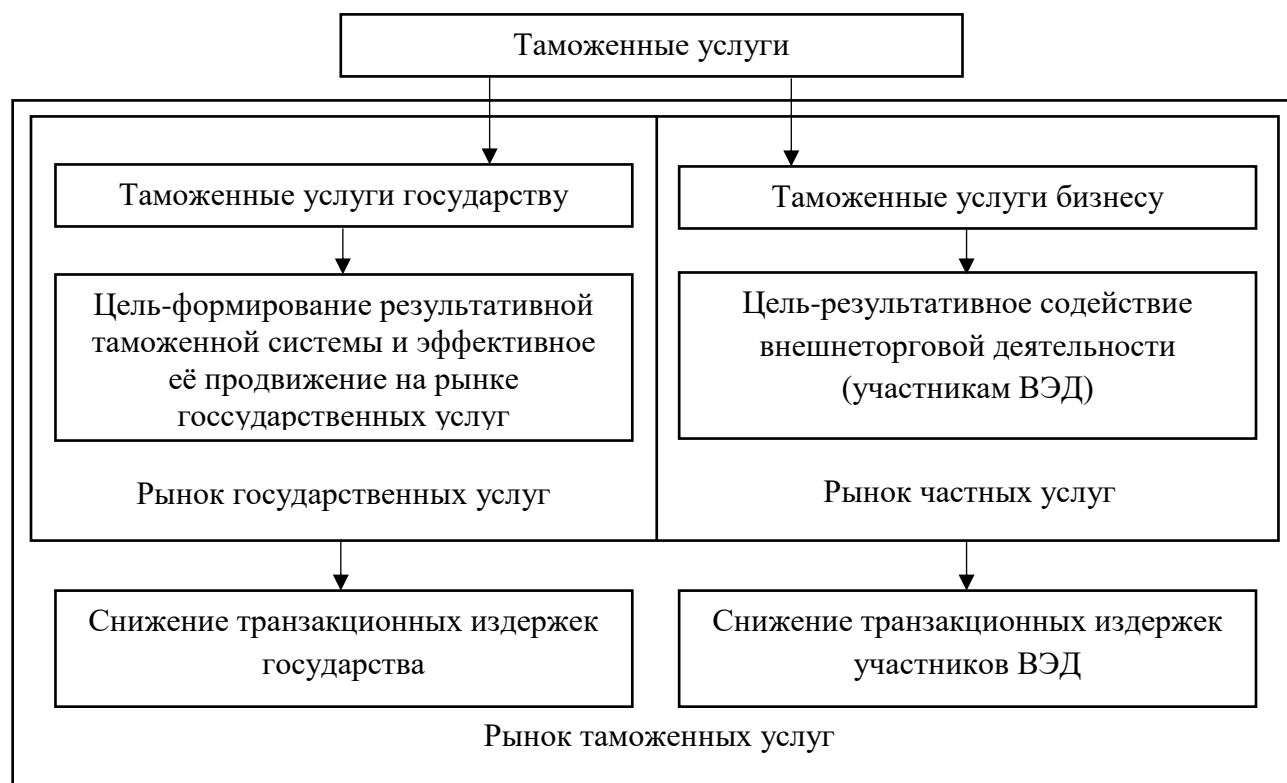 Таможенные услуги
Таможенные услуги государству
Таможенные услуги бизнесу
Цель-формирование результативной
таможенной системы и эффективное
её продвижение на рынке
госсударственных услуг
Цель-результативное содействие
внешнеторговой деятельности
(участникам ВЭД)
Рынок государственных услуг
Рынок частных услуг
Снижение транзакционных издержек
государства
Снижение транзакционных издержек
участников ВЭД
Рынок таможенных услуг